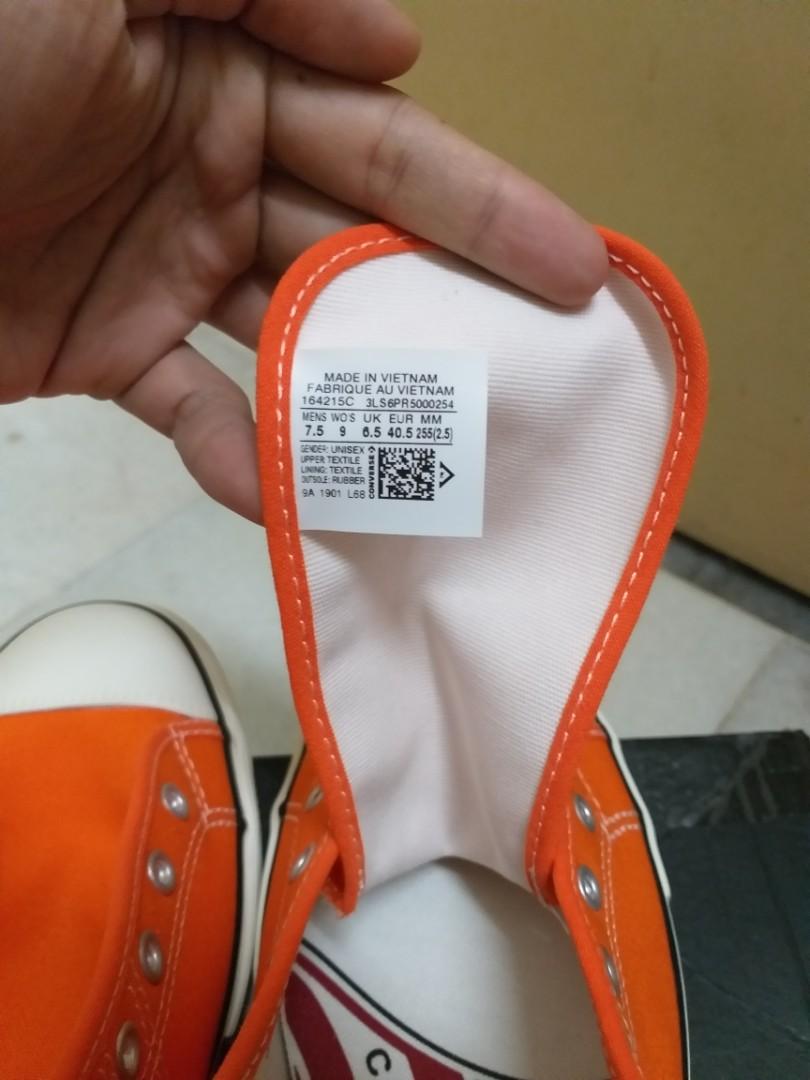 MADE IN VIETNAM
FABRIQUE AU VIETNAM
164215C 3LS6PR5000254
MENS WO'S UK EUR MM
7.5 9 6.5 40.5 255(2.5)
GENDER: UNISEX
UPPER: TEXTILE
LINING: TEXTILE
OUTSOLE: RUBBER
9A 1901 L68
CONVERSE
C